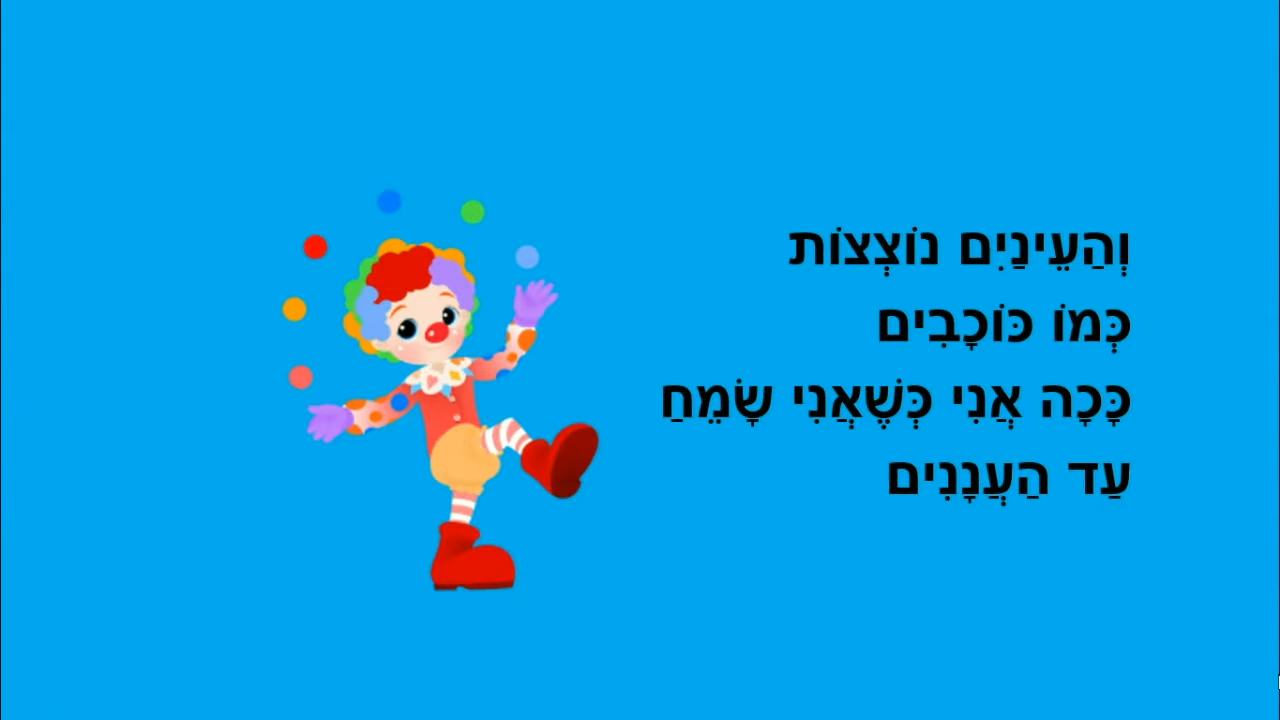 וְהַעֵינַיִם נוֹצְצוֹת
כְּמוֹ כּוֹכָבִים
כָּכָה אֲנִי כְּשֶׁאֲנִי שָׂמֵחַ
עַד הַעֲנָנִים